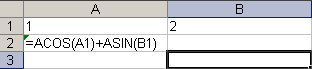 A B
1 1 2
2 =ACOS(A1)+ASIN(B1)
3